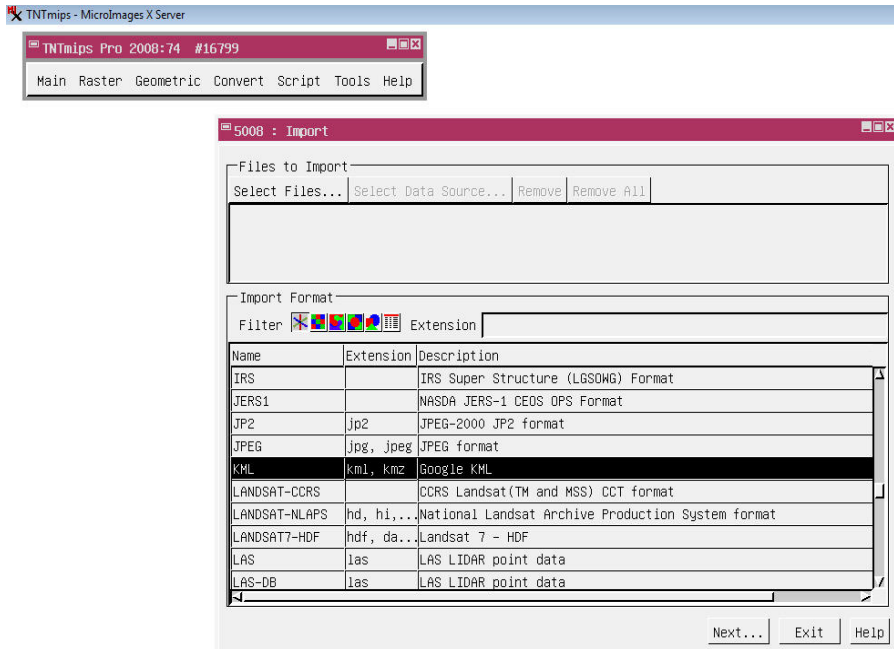 TNTmips - MicroImages X Server
TNTmips Pro 2008:74 #16799
Main Raster Geometric Convert Script Tools Help
5008 : Import
Files to Import
Select Files... Select Data Source... Remove Remove All
Import Format
Filter Extension
Name Extension Description
IRS IRS Super Structure (LGSOWG) Format
JERS1 NASDA JERS-1 CEOS OPS Format
JP2 jp2 JPEG-2000 JP2 format
JPEG jpg, jpeg JPEG format
KML kml, kmz Google KML
LANDSAT-CCRS CCRS Landsat(TM and MSS) CCT format
LANDSAT-NLAPS hd, hi,... National Landsat Archive Production System format
LANDSAT7-HDF hdf, da... Landsat 7 - HDF
LAS las LAS LIDAR point data
LAS-DB las LAS LIDAR point data
Next... Exit Help